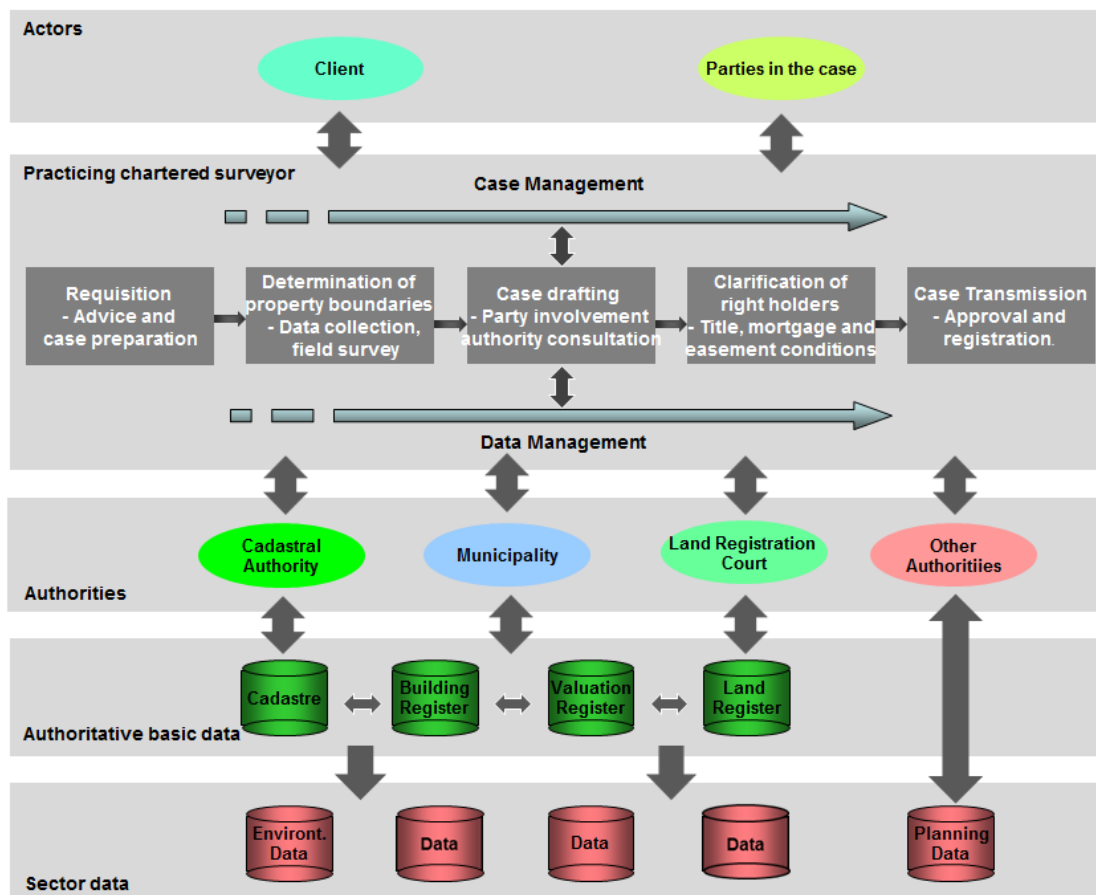 Actors
Client
Parties in the case
Practicing chartered surveyor
Case Management
Requisition
- Advice and
case preparation
Determination of
property boundaries
- Data collection,
field survey
Case drafting
- Party involvement
authority consultation
Clarification of
right holders
- Title, mortgage and
easement conditions
Case Transmission
- Approval and
registration.
Data Management
Cadastral
Authority
Municipality
Land Registration
Court
Other
Authoritiies
Authorities
Cadastre
Building
Register
Valuation
Register
Land
Register
Authoritative basic data
Environt.
Data
Data
Data
Data
Planning
Data
Sector data